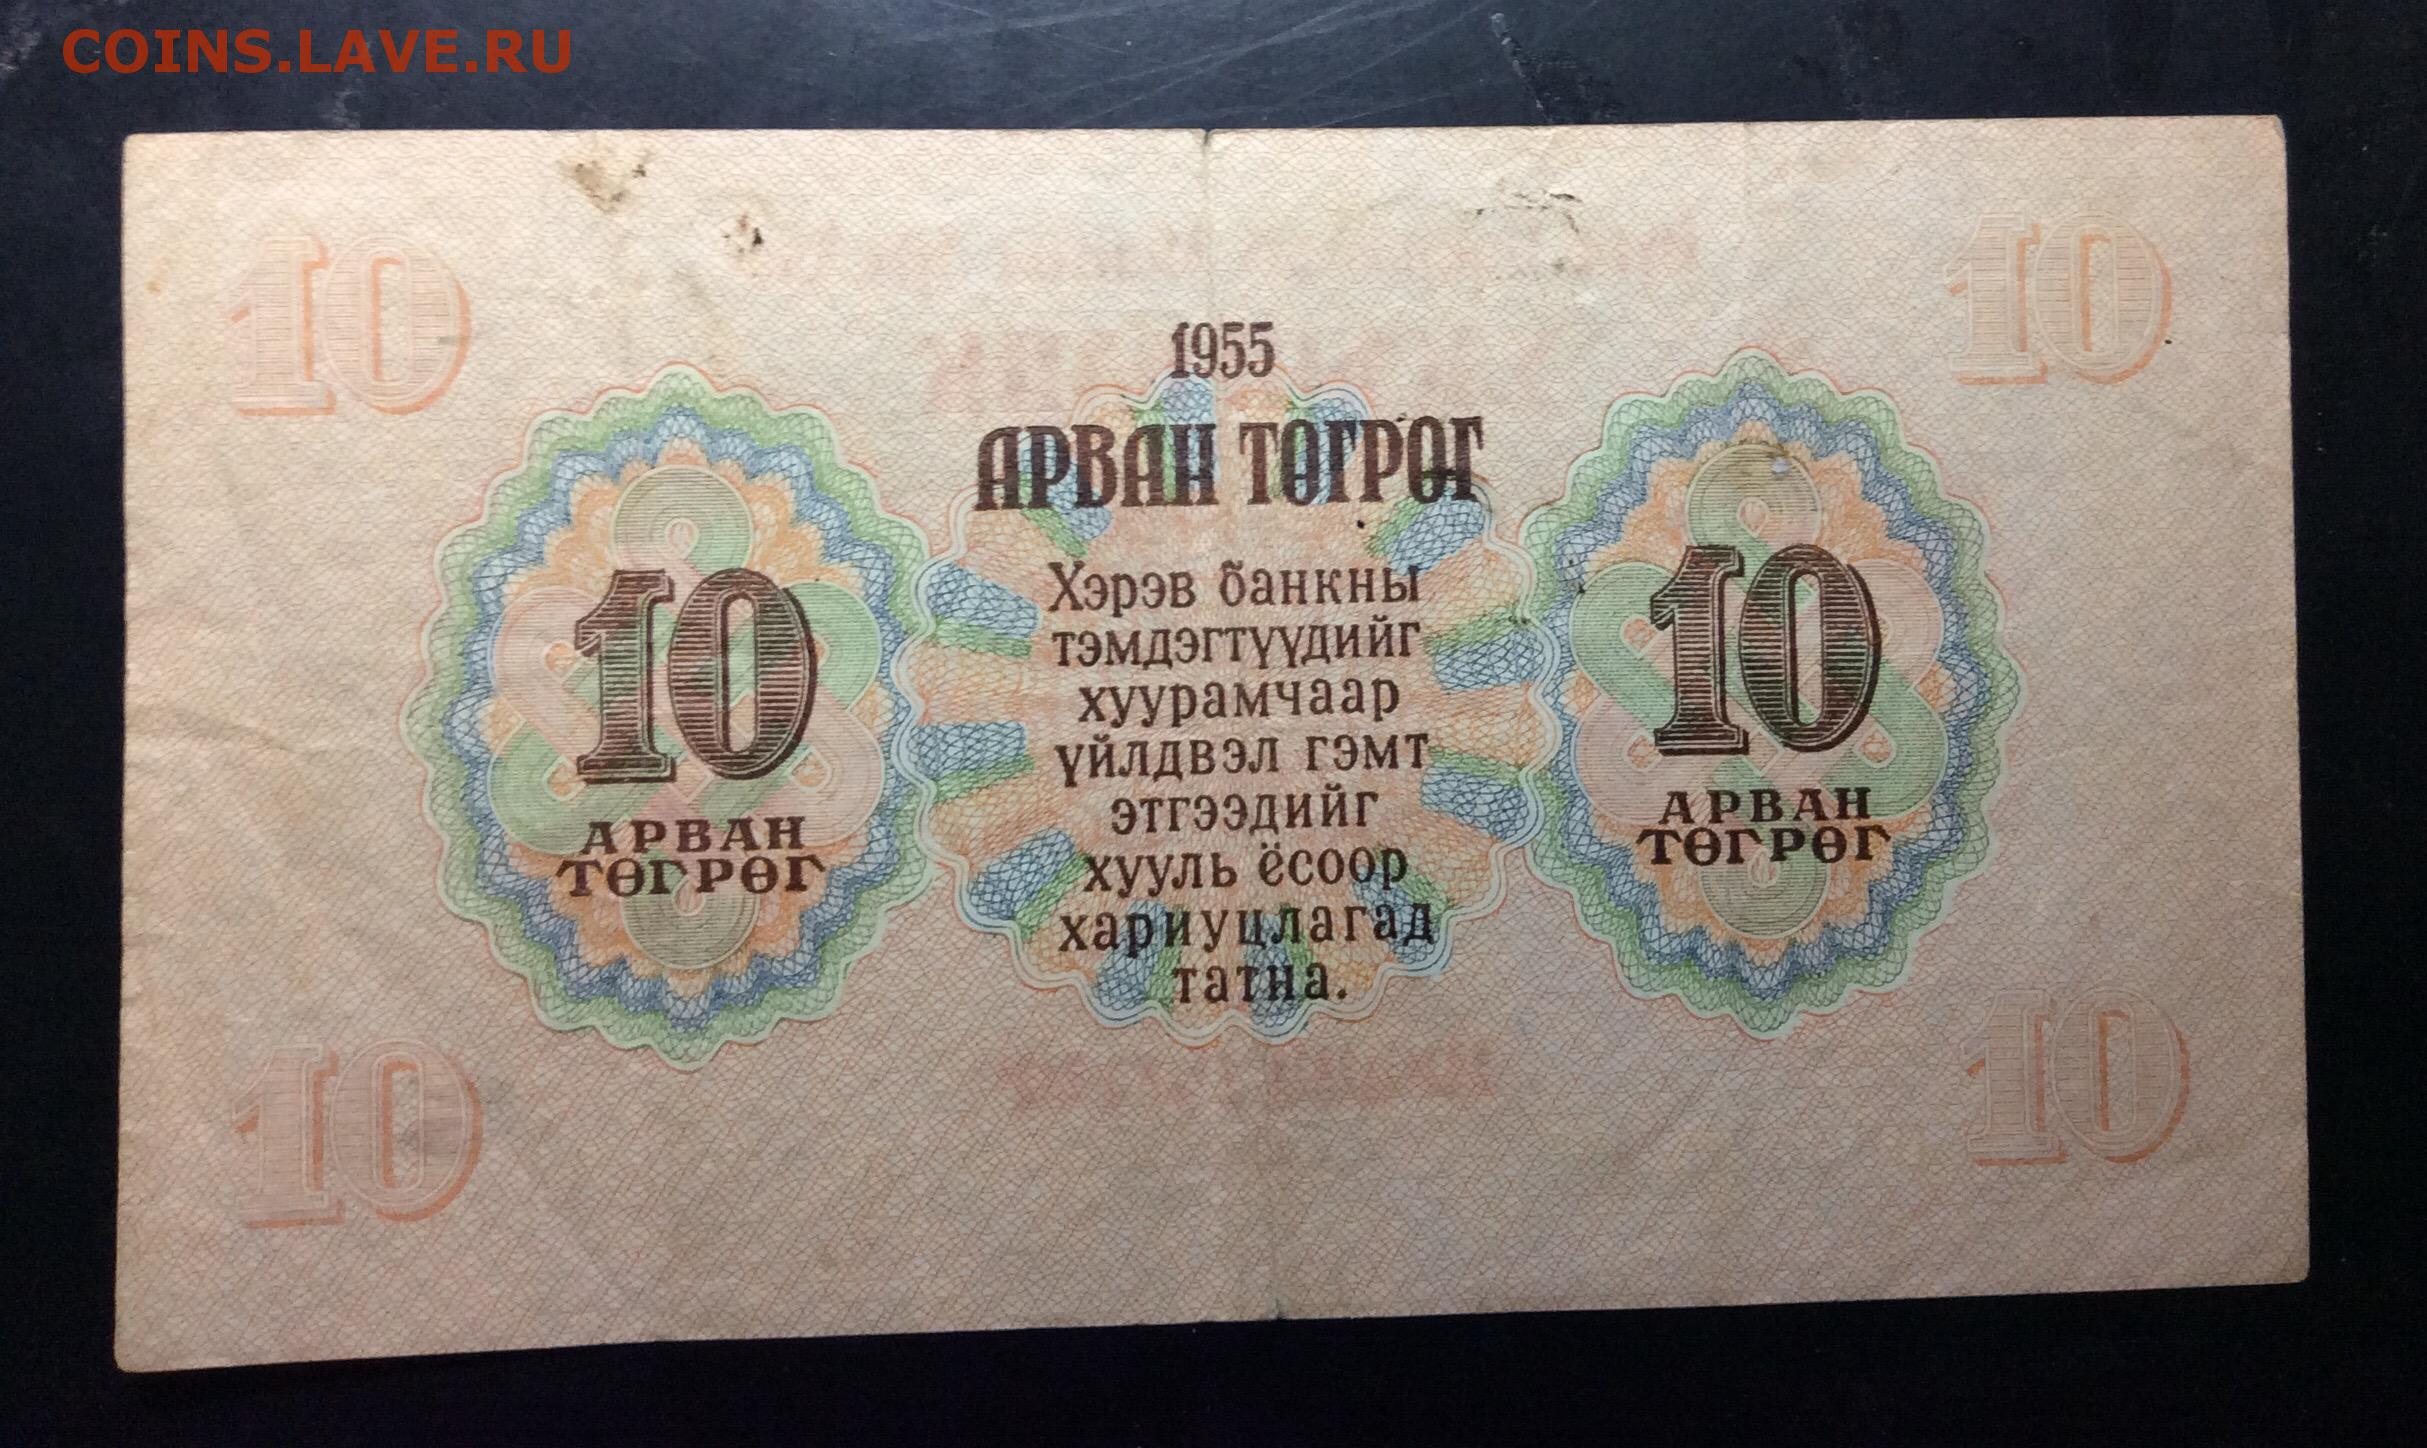 COINS.LAVE.RU
10
10
1955
АРВАН ТӨГРӨГ
Хэрэв банкны
тэмдэгтүүдийг
хуурамчаар
үйлдвэл гэмт
этгээдийг
хууль ёсоор
хариуцлагад
татна.
10
АРВАН
ТӨГРӨГ
10
АРВАН
ТӨГРӨГ
10
10